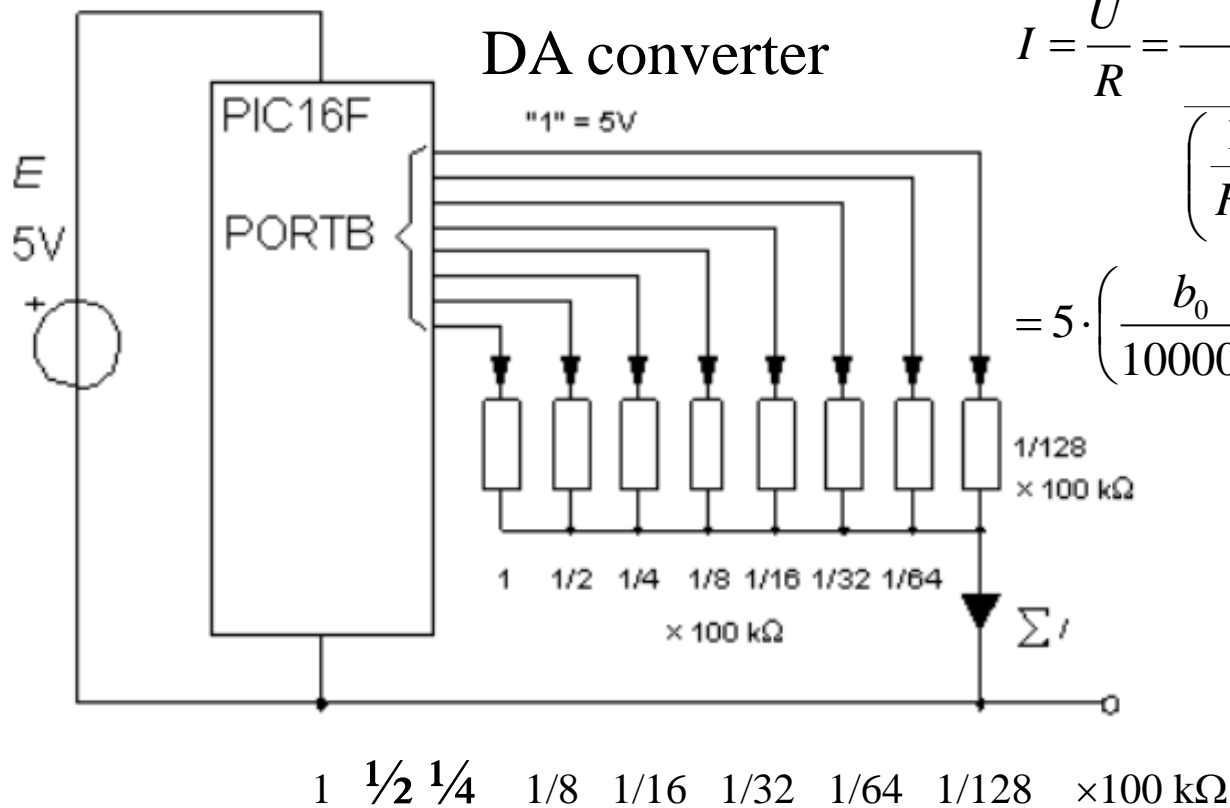 DA converter
I = U/R =
PIC16F
"1" = 5V
E
5V
PORTB
+
= 5·( b₀/10000
1/128
× 100 kΩ
1 1/2 1/4 1/8 1/16 1/32 1/64
× 100 kΩ
∑ I
1 ½ ¼ 1/8 1/16 1/32 1/64 1/128 ×100 kΩ